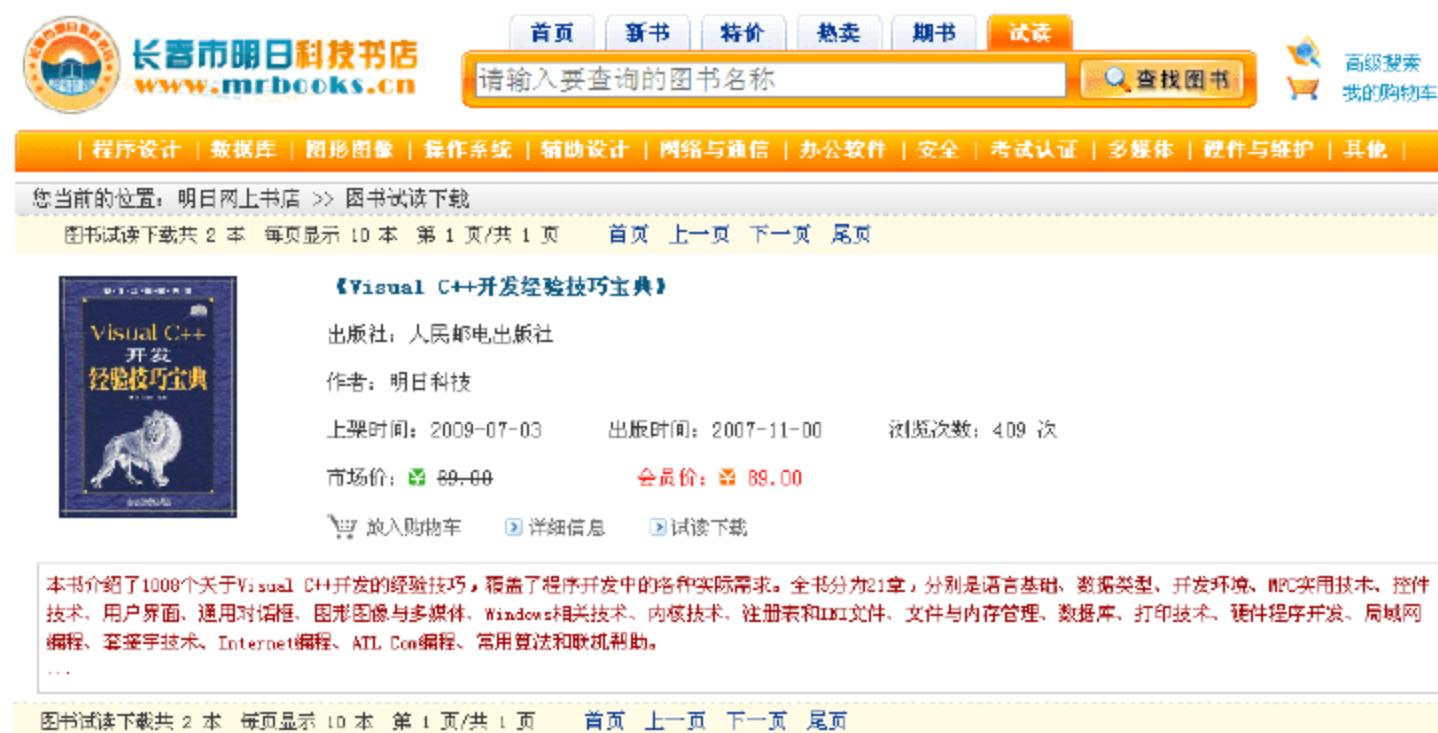 首页 新书 特价 热卖 期书 试读
长春市明日科技书店
www.mrbooks.cn
请输入要查询的图书名称 查找图书
高级搜索
我的购物车
| 程序设计 | 数据库 | 图形图像 | 操作系统 | 辅助设计 | 网络与通信 | 办公软件 | 安全 | 考试认证 | 多媒体 | 硬件与维护 | 其他 |
您当前的位置：明日网上书店 >> 图书试读下载
图书试读下载共 2 本 每页显示 10 本 第 1 页/共 1 页 首页 上一页 下一页 尾页
Visual C++
开发
经验技巧宝典
《Visual C++开发经验技巧宝典》
出版社：人民邮电出版社
作者：明日科技
上架时间：2009-07-03 出版时间：2007-11-00 浏览次数：409 次
市场价：¥ 89.00 会员价：¥ 89.00
放入购物车 详细信息 试读下载
本书介绍了1008个关于Visual C++开发的经验技巧，覆盖了程序开发中的各种实际需求。全书分为21章，分别是语言基础、数据类型、开发环境、MFC实用技术、控件
技术、用户界面、通用对话框、图形图像与多媒体、Windows相关技术、内核技术、注册表和INI文件、文件与内存管理、数据库、打印技术、硬件程序开发、局域网
编程、套接字技术、Internet编程、ATL Com编程、常用算法和联机帮助。
...
图书试读下载共 2 本 每页显示 10 本 第 1 页/共 1 页 首页 上一页 下一页 尾页